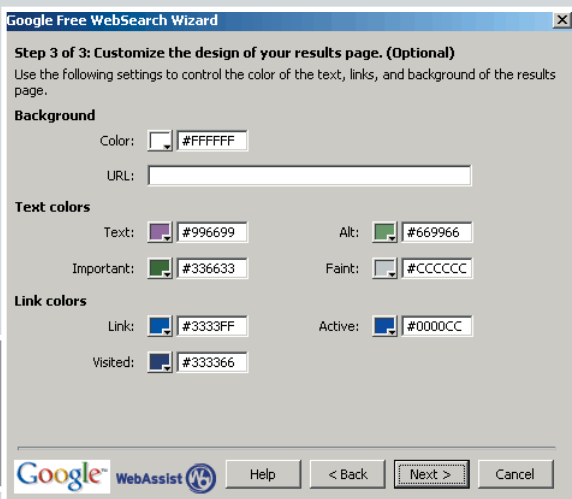 Google Free WebSearch Wizard
Step 3 of 3: Customize the design of your results page. (Optional)
Use the following settings to control the color of the text, links, and background of the results
page.
Background
Color: #FFFFFF
URL:
Text colors
Text: #996699 Alt: #669966
Important: #336633 Faint: #CCCCCC
Link colors
Link: #3333FF Active: #0000CC
Visited: #333366
Google™ WebAssist W Help < Back Next > Cancel